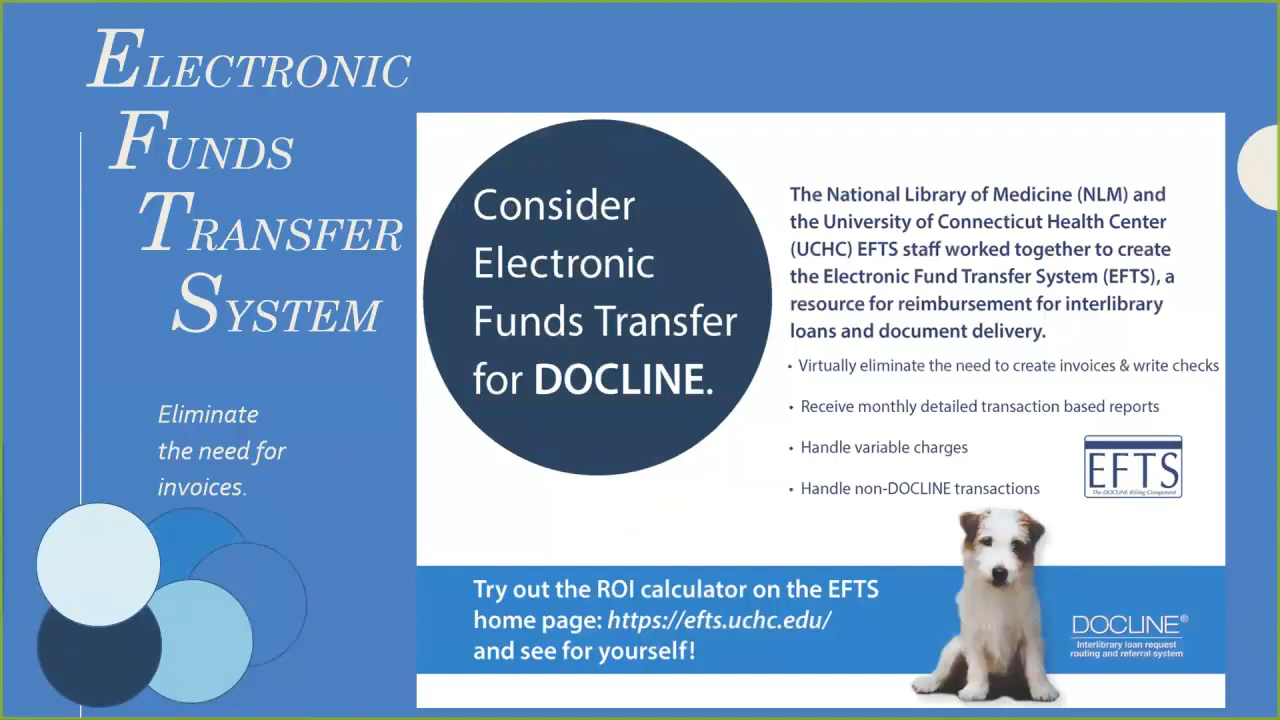 ELECTRONIC
FUNDS
TRANSFER
SYSTEM
Eliminate
the need for
invoices.
Consider
Electronic
Funds Transfer
for DOCLINE.
The National Library of Medicine (NLM) and
the University of Connecticut Health Center
(UCHC) EFTS staff worked together to create
the Electronic Fund Transfer System (EFTS), a
resource for reimbursement for interlibrary
loans and document delivery.
• Virtually eliminate the need to create invoices & write checks
• Receive monthly detailed transaction based reports
• Handle variable charges
• Handle non-DOCLINE transactions
EFTS
The DOCLINE Billing Component
Try out the ROI calculator on the EFTS
home page: https://efts.uchc.edu/
and see for yourself!
DOCLINE®
Interlibrary loan request
routing and referral system